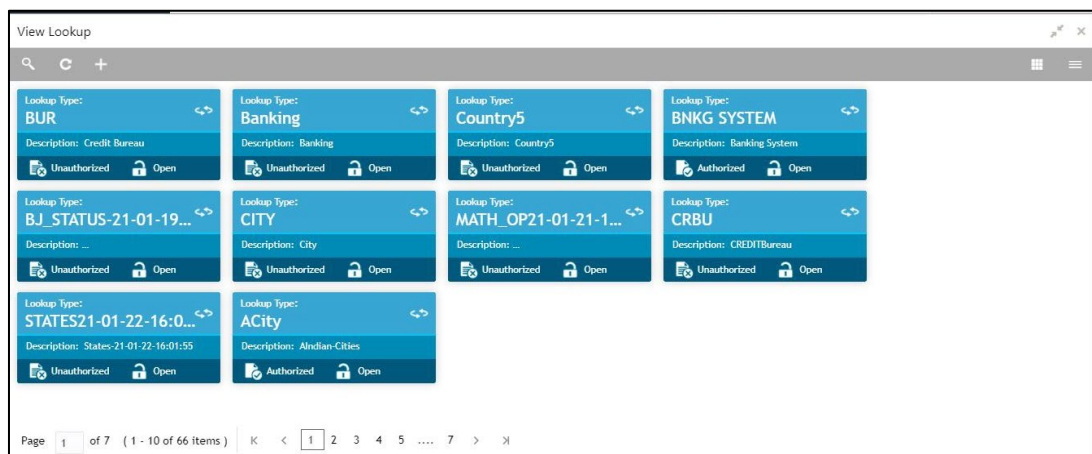 View Lookup
Lookup Type:
BUR
Description: Credit Bureau
Unauthorized Open
Lookup Type:
Banking
Description: Banking
Unauthorized Open
Lookup Type:
Country5
Description: Country5
Unauthorized Open
Lookup Type:
BNKG SYSTEM
Description: Banking System
Authorized Open
Lookup Type:
BJ_STATUS-21-01-19...
Description: ...
Unauthorized Open
Lookup Type:
CITY
Description: City
Unauthorized Open
Lookup Type:
MATH_OP21-01-21-1...
Description: ...
Unauthorized Open
Lookup Type:
CRBU
Description: CREDITBureau
Unauthorized Open
Lookup Type:
STATES21-01-22-16:0...
Description: States-21-01-22-16:01:55
Unauthorized Open
Lookup Type:
ACity
Description: AIndian-Cities
Authorized Open
Page 1 of 7 ( 1 - 10 of 66 items ) 1 2 3 4 5 .... 7